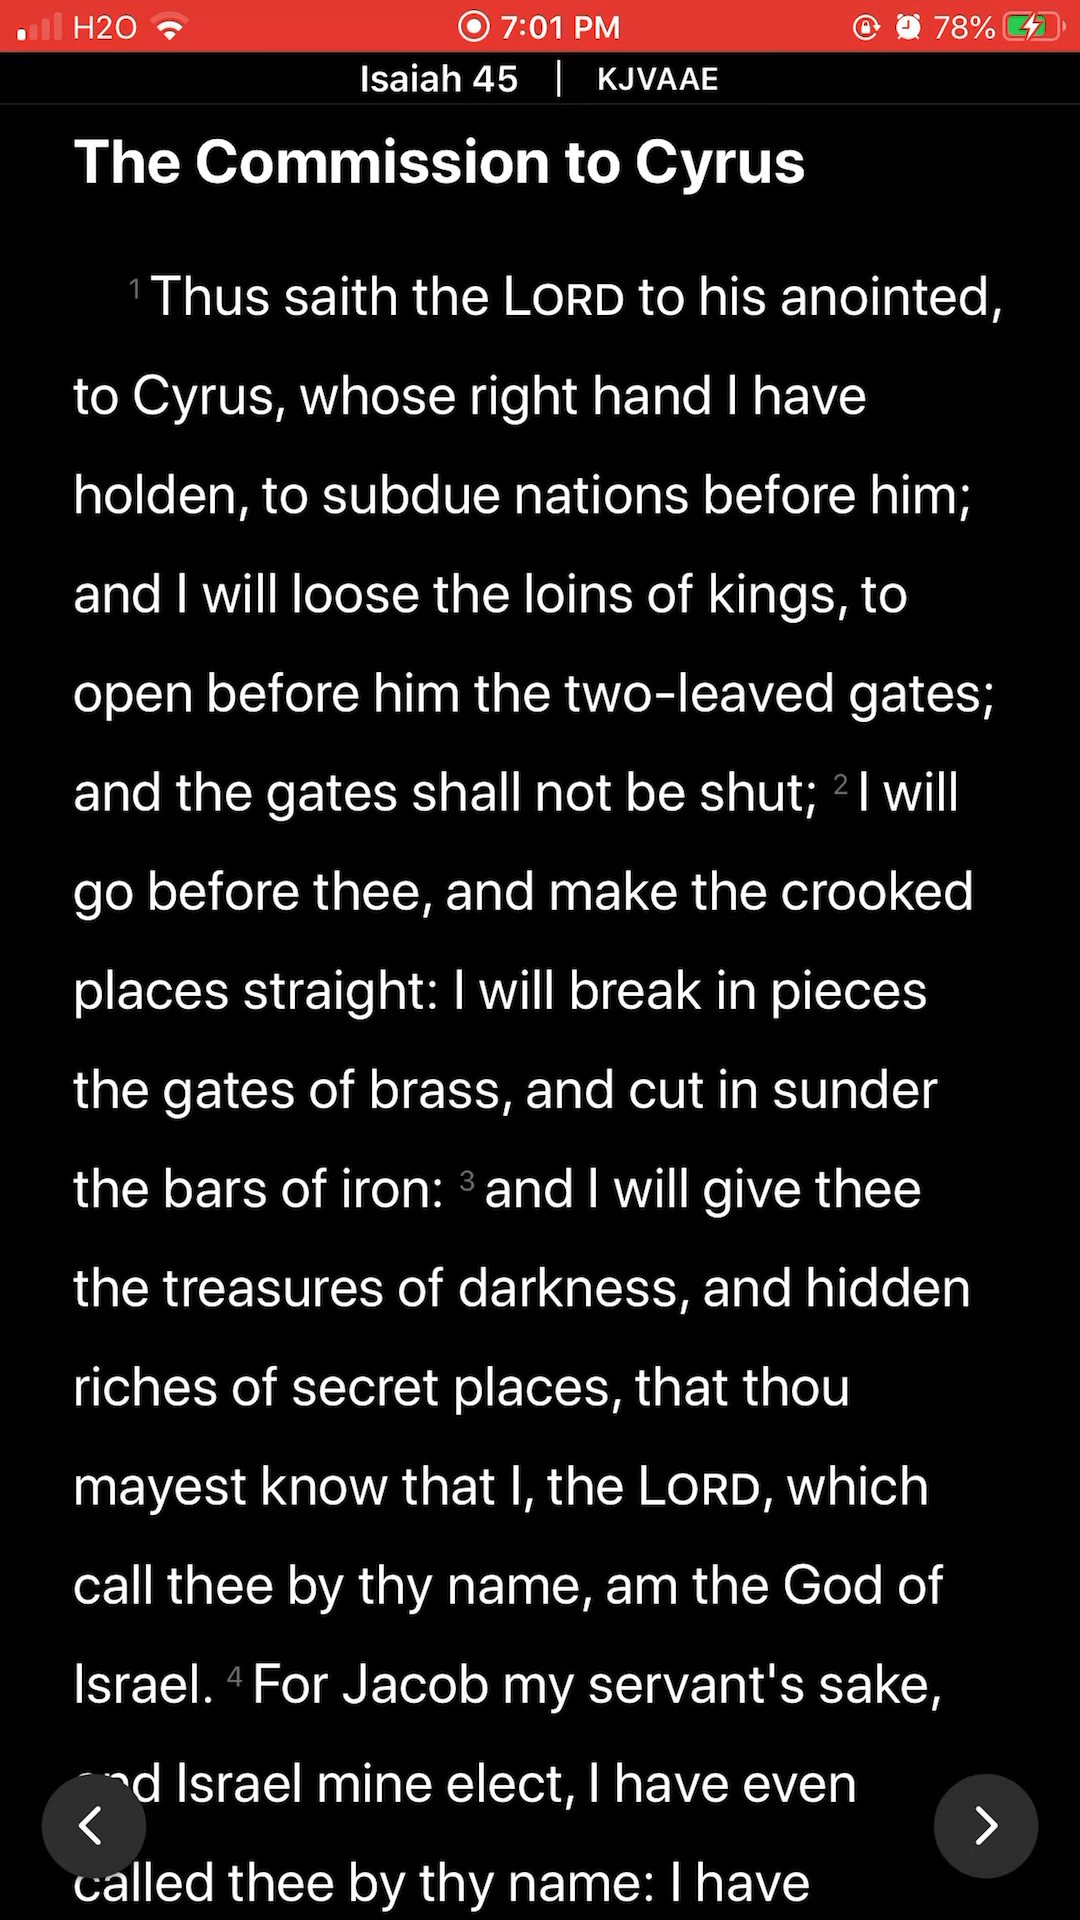 H2O 7:01 PM 78%
Isaiah 45 | KJVAAE
The Commission to Cyrus
1 Thus saith the LORD to his anointed,
to Cyrus, whose right hand I have
holden, to subdue nations before him;
and I will loose the loins of kings, to
open before him the two-leaved gates;
and the gates shall not be shut; 2 I will
go before thee, and make the crooked
places straight: I will break in pieces
the gates of brass, and cut in sunder
the bars of iron: 3 and I will give thee
the treasures of darkness, and hidden
riches of secret places, that thou
mayest know that I, the LORD, which
call thee by thy name, am the God of
Israel. 4 For Jacob my servant's sake,
and Israel mine elect, I have even
called thee by thy name: I have